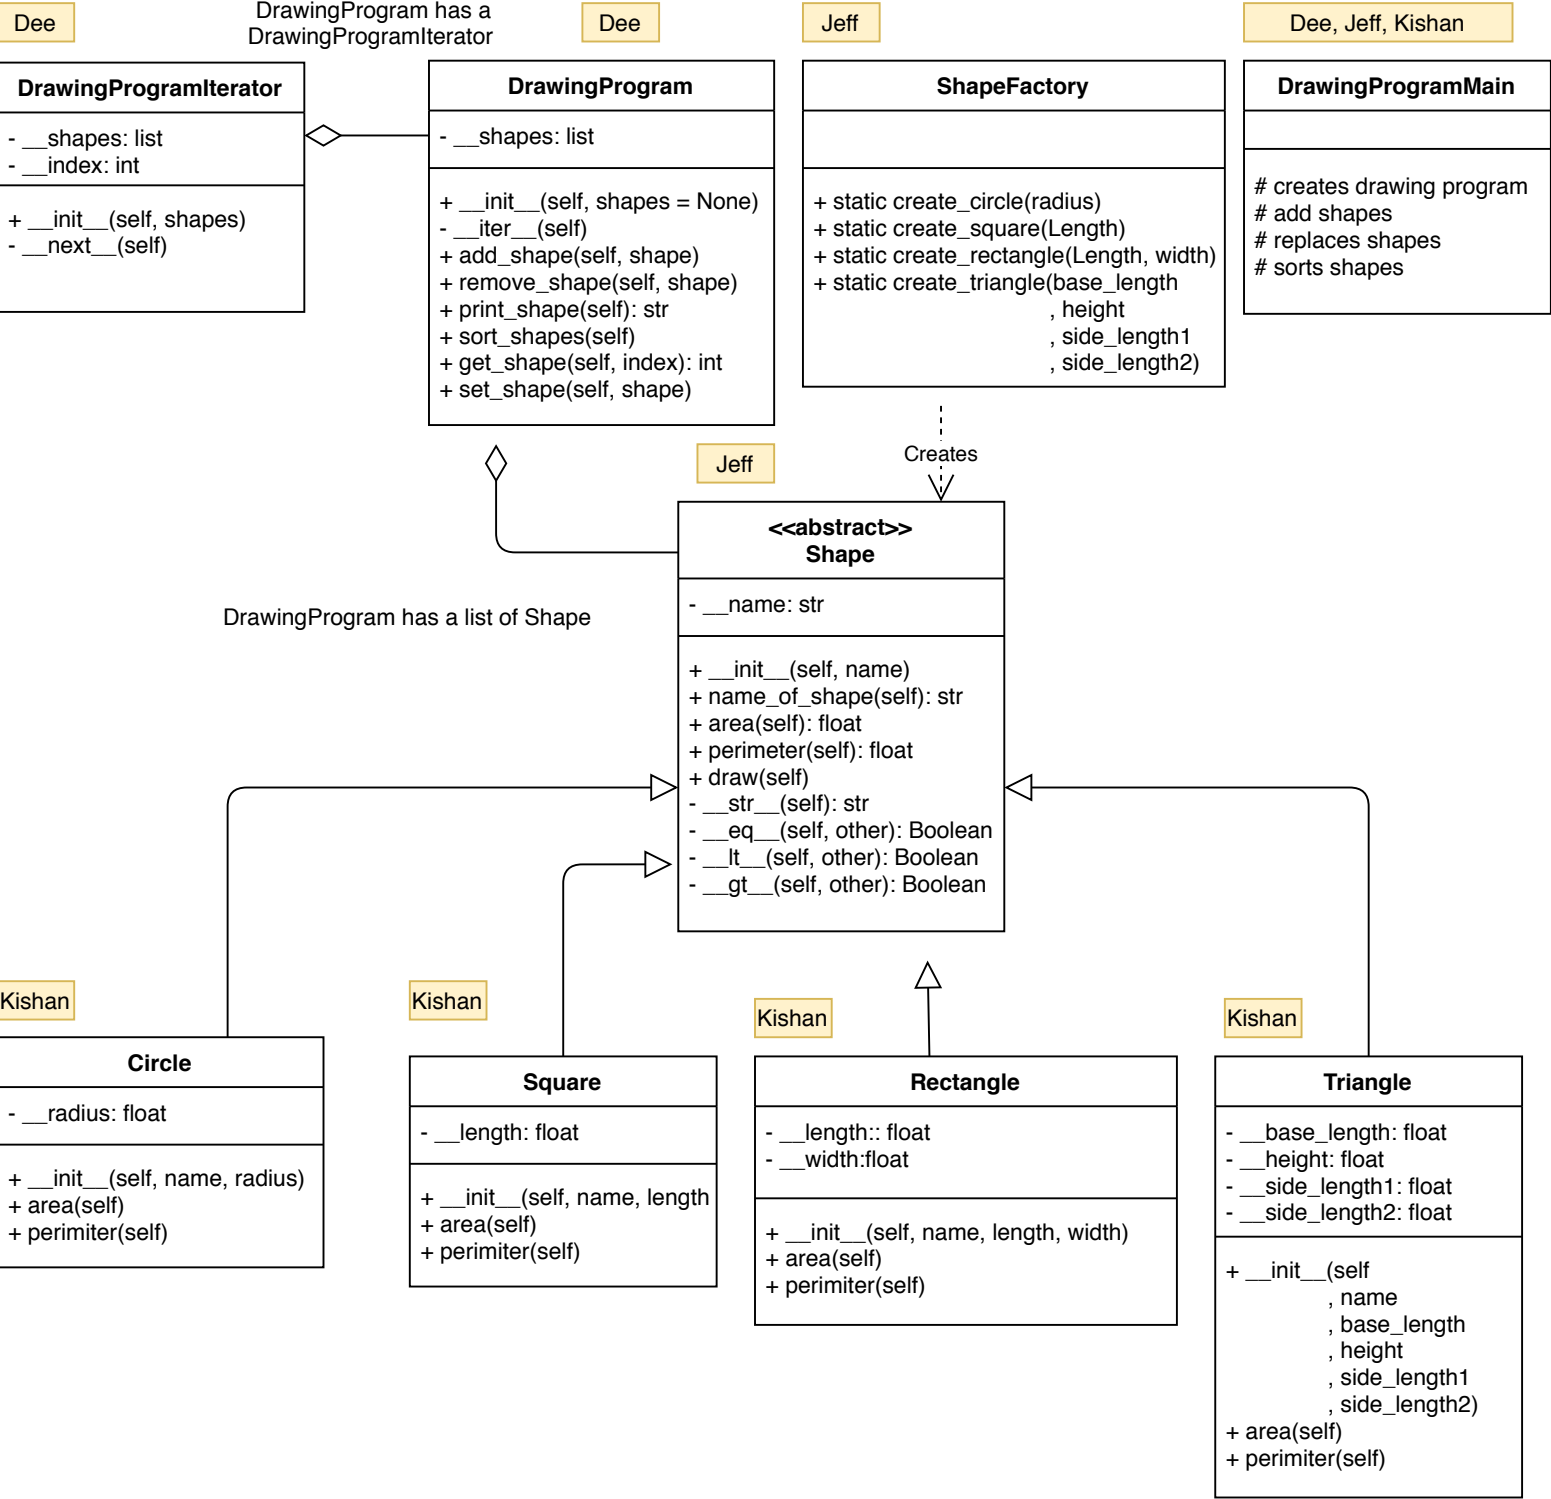 Dee
DrawingProgram has a
DrawingProgramIterator
Dee
Jeff
Dee, Jeff, Kishan
DrawingProgramIterator
- __shapes: list
- __index: int
+ __init__(self, shapes)
- __next__(self)
DrawingProgram
- __shapes: list
+ __init__(self, shapes = None)
- __iter__(self)
+ add_shape(self, shape)
+ remove_shape(self, shape)
+ print_shape(self): str
+ sort_shapes(self)
+ get_shape(self, index): int
+ set_shape(self, shape)
ShapeFactory
+ static create_circle(radius)
+ static create_square(Length)
+ static create_rectangle(Length, width)
+ static create_triangle(base_length
, height
, side_length1
, side_length2)
DrawingProgramMain
# creates drawing program
# add shapes
# replaces shapes
# sorts shapes
Creates
Jeff
<<abstract>>
Shape
- __name: str
+ __init__(self, name)
+ name_of_shape(self): str
+ area(self): float
+ perimeter(self): float
+ draw(self)
- __str__(self): str
- __eq__(self, other): Boolean
- __lt__(self, other): Boolean
- __gt__(self, other): Boolean
DrawingProgram has a list of Shape
Kishan
Circle
- __radius: float
+ __init__(self, name, radius)
+ area(self)
+ perimiter(self)
Kishan
Square
- __length: float
+ __init__(self, name, length
+ area(self)
+ perimiter(self)
Kishan
Rectangle
- __length:: float
- __width:float
+ __init__(self, name, length, width)
+ area(self)
+ perimiter(self)
Kishan
Triangle
- __base_length: float
- __height: float
- __side_length1: float
- __side_length2: float
+ __init__(self
, name
, base_length
, height
, side_length1
, side_length2)
+ area(self)
+ perimiter(self)